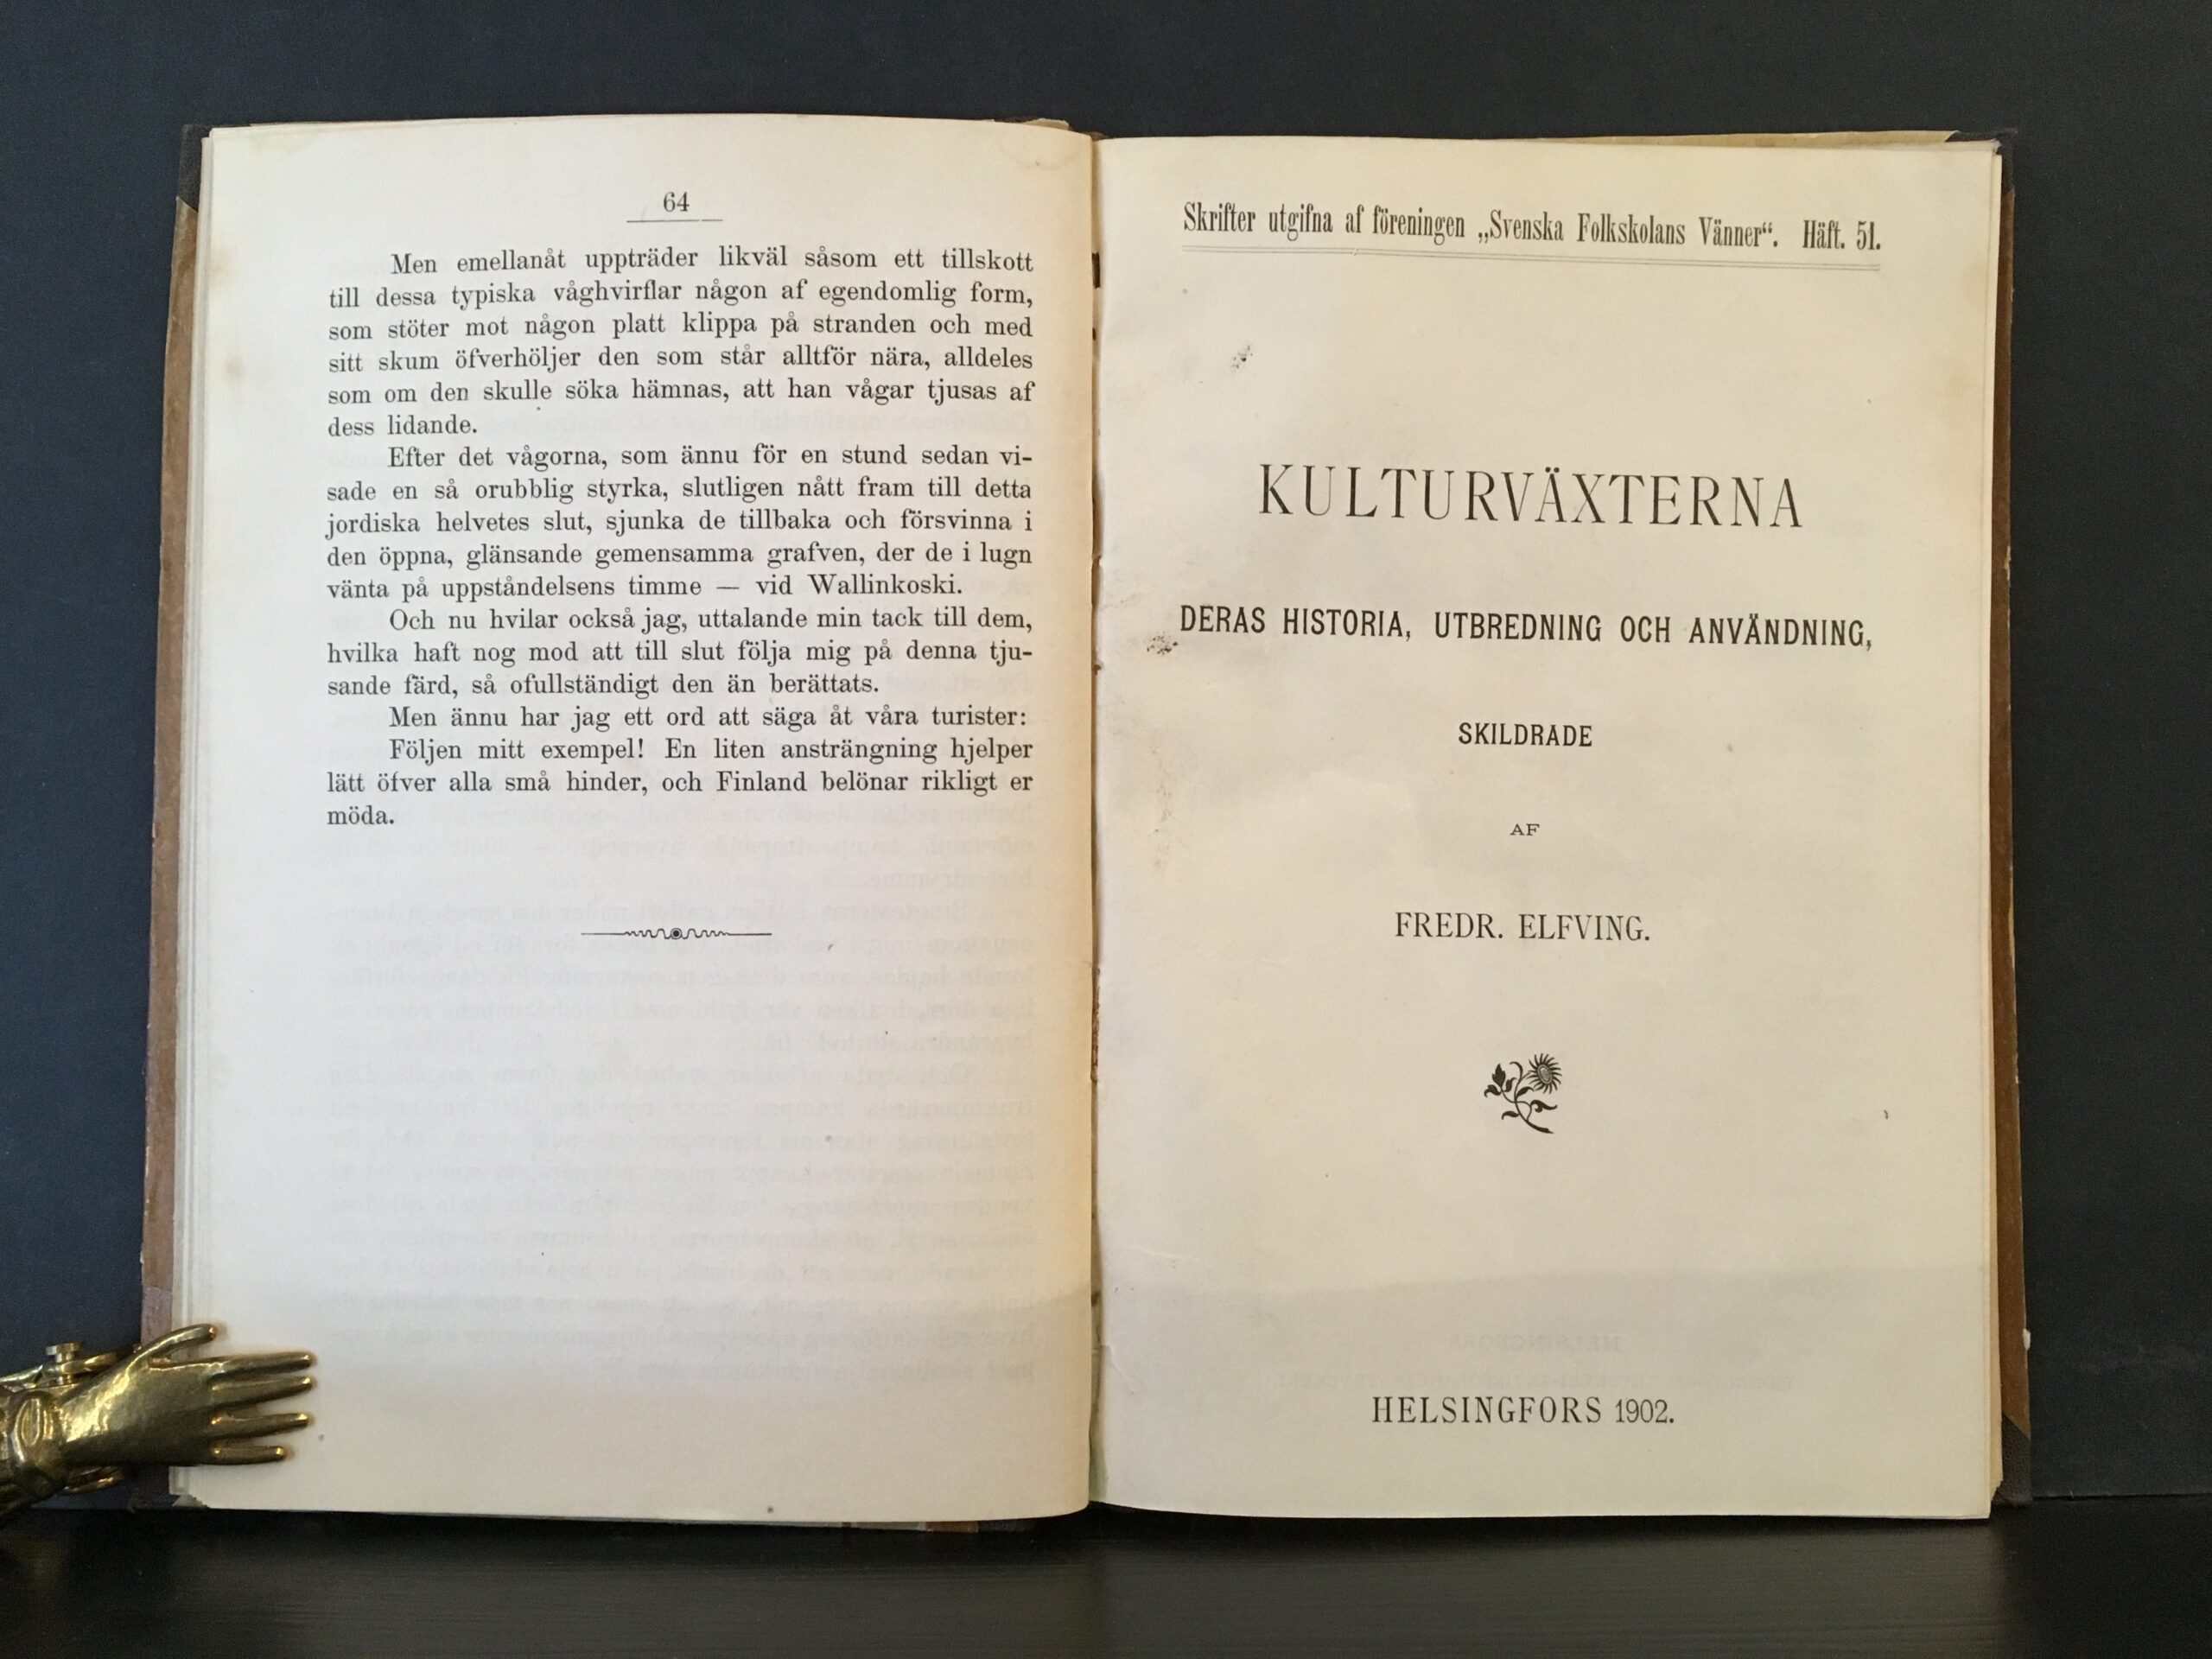 64
Men emellanåt uppträder likväl såsom ett tillskott
till dessa typiska våghvirflar någon af egendomlig form,
som stöter mot någon platt klippa på stranden och med
sitt skum öfverhöljer den som står alltför nära, alldeles
som om den skulle söka hämnas, att han vågar tjusas af
dess lidande.
Efter det vågorna, som ännu för en stund sedan vi-
sade en så orubblig styrka, slutligen nått fram till detta
jordiska helvetes slut, sjunka de tillbaka och försvinna i
den öppna, glänsande gemensamma grafven, der de i lugn
vänta på uppståndelsens timme — vid Wallinkoski.
Och nu hvilar också jag, uttalande min tack till dem,
hvilka haft nog mod att till slut följa mig på denna tju-
sande färd, så ofullständigt den än berättats.
Men ännu har jag ett ord att säga åt våra turister:
Följen mitt exempel! En liten ansträngning hjelper
lätt öfver alla små hinder, och Finland belönar rikligt er
möda.
Skrifter utgifna af föreningen „Svenska Folkskolans Vänner“. Häft. 51.
KULTURVÄXTERNA
DERAS HISTORIA, UTBREDNING OCH ANVÄNDNING,
SKILDRADE
AF
FREDR. ELFVING.
HELSINGFORS 1902.